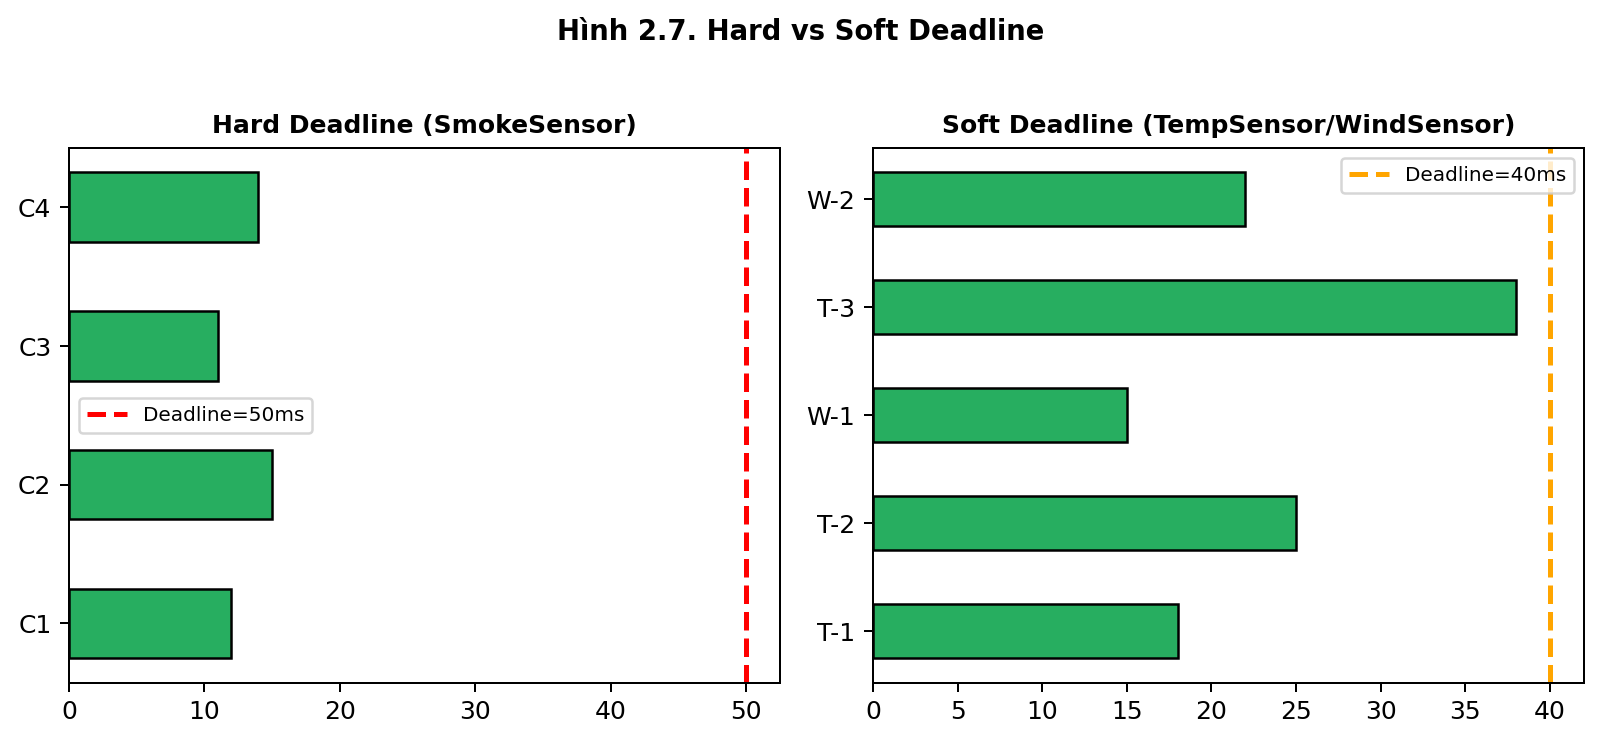 Hình 2.7. Hard vs Soft Deadline
Hard Deadline (SmokeSensor)
C4
C3
Deadline=50ms
C2
C1
0 10 20 30 40 50
Soft Deadline (TempSensor/WindSensor)
Deadline=40ms
W-2
T-3
W-1
T-2
T-1
0 5 10 15 20 25 30 35 40